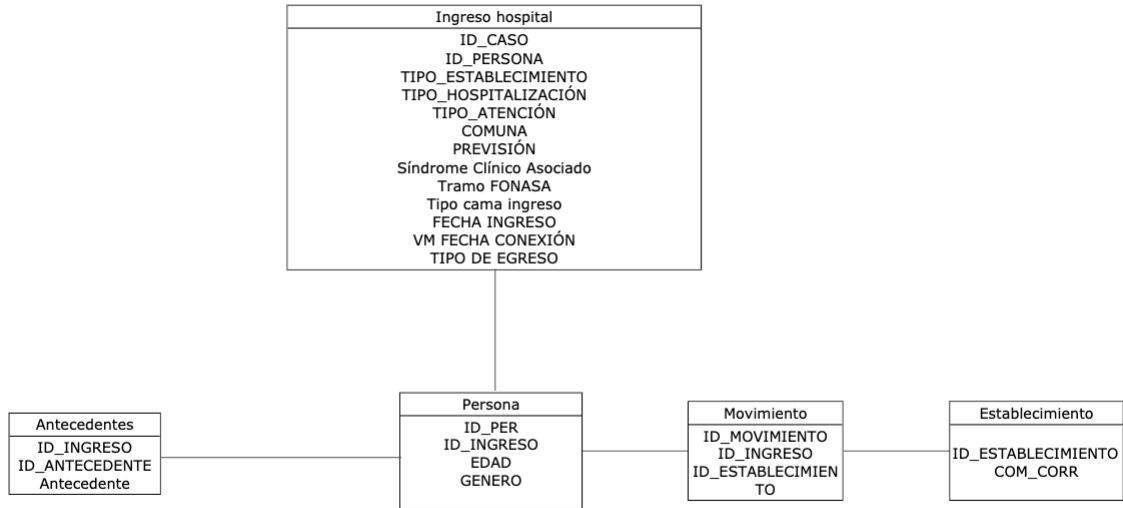 Ingreso hospital
ID_CASO
ID_PERSONA
TIPO_ESTABLECIMIENTO
TIPO_HOSPITALIZACIÓN
TIPO_ATENCIÓN
COMUNA
PREVISIÓN
Síndrome Clínico Asociado
Tramo FONASA
Tipo cama ingreso
FECHA INGRESO
VM FECHA CONEXIÓN
TIPO DE EGRESO
Antecedentes
ID_INGRESO
ID_ANTECEDENTE
Antecedente
Persona
ID_PER
ID_INGRESO
EDAD
GENERO
Movimiento
ID_MOVIMIENTO
ID_INGRESO
ID_ESTABLECIMIEN
TO
Establecimiento
ID_ESTABLECIMIENTO
COM_CORR